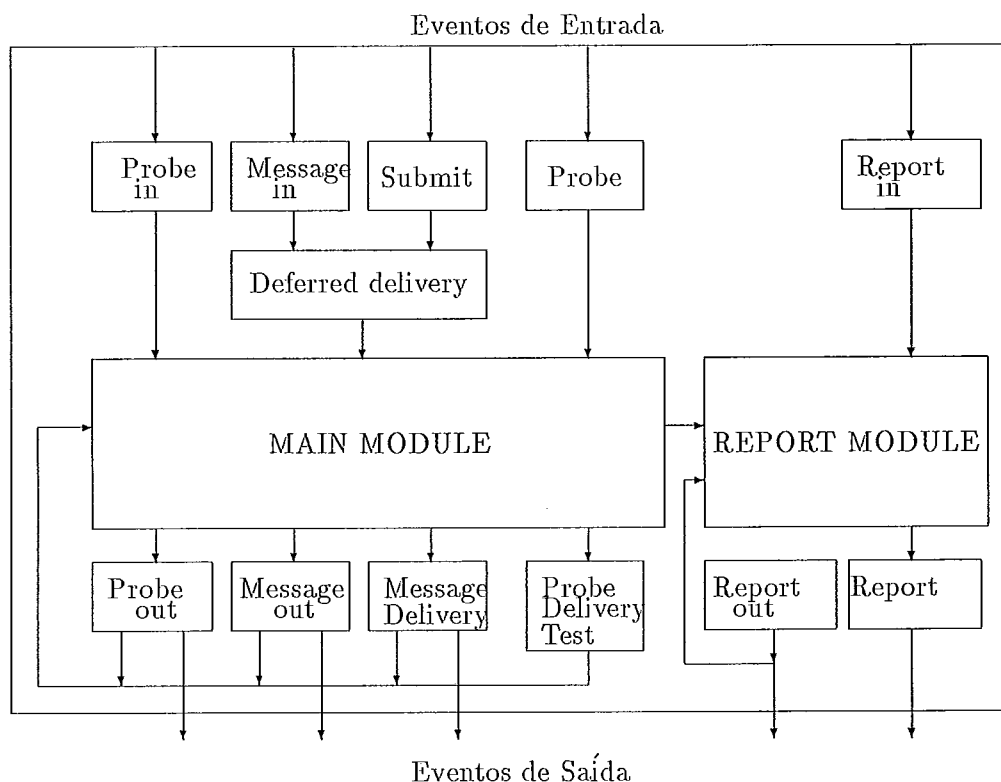 Eventos de Entrada
Probe
in
Message
in
Submit
Probe
Report
in
Deferred delivery
MAIN MODULE
REPORT MODULE
Probe
out
Message
out
Message
Delivery
Probe
Delivery
Test
Report
out
Report
Eventos de Saída